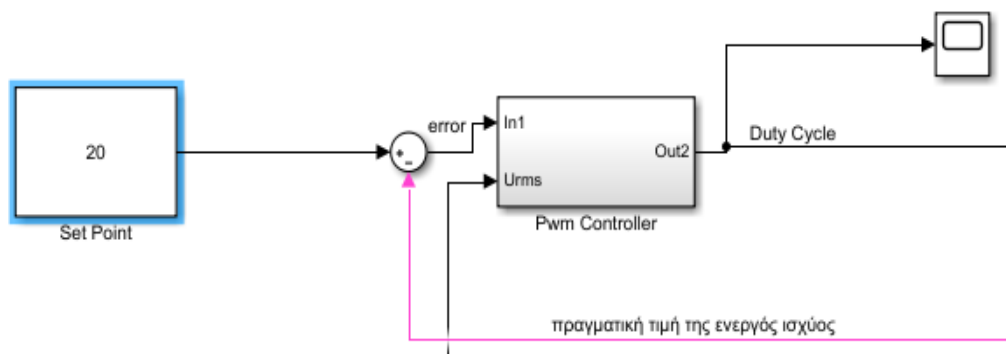 20
Set Point
+
-
error
In1
Urms
Out2
Pwm Controller
Duty Cycle
πραγματική τιμή της ενεργός ισχύος